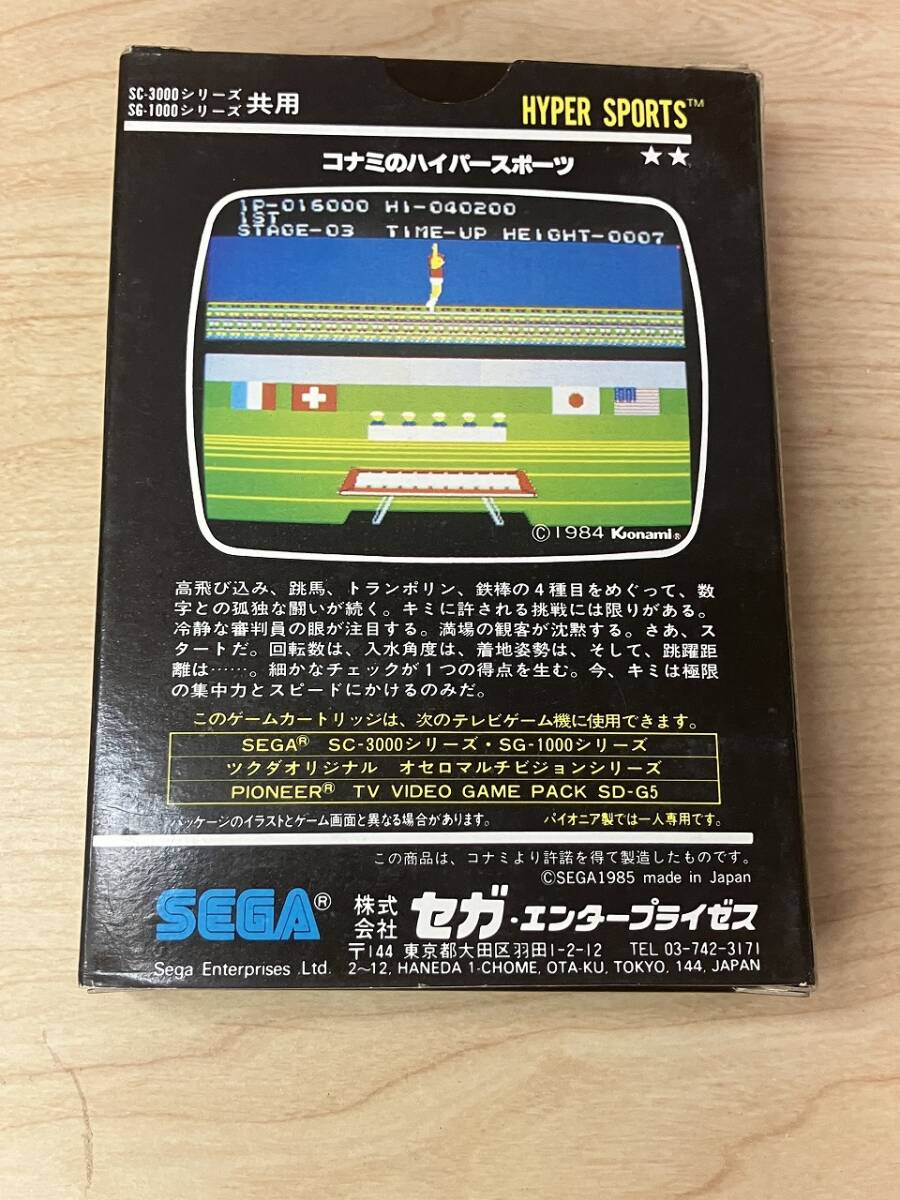 SC-3000シリーズ
SG-1000シリーズ 共用
HYPER SPORTS™
★★
コナミのハイパースポーツ
1P-016000 HI-040200
1ST
STAGE-03 TIME-UP HEIGHT-0007
©1984 Konami®
高飛び込み、跳馬、トランポリン、鉄棒の4種目をめぐって、数
字との孤独な闘いが続く。キミに許される挑戦には限りがある。
冷静な審判員の眼が注目する。満場の観客が沈黙する。さあ、ス
タートだ。回転数は、入水角度は、着地姿勢は、そして、跳躍距
離は……。細かなチェックが1つの得点を生む。今、キミは極限
の集中力とスピードにかけるのみだ。
このゲームカートリッジは、次のテレビゲーム機に使用できます。
SEGA® SC-3000シリーズ・SG-1000シリーズ
ツクダオリジナル オセロマルチビジョンシリーズ
PIONEER® TV VIDEO GAME PACK SD-G5
パッケージのイラストとゲーム画面と異なる場合があります。 パイオニア製では一人専用です。
この商品は、コナミより許諾を得て製造したものです。
©SEGA1985 made in Japan
SEGA® 株式会社 セガ・エンタープライゼス
〒144 東京都大田区羽田1-2-12 TEL 03-742-3171
Sega Enterprises Ltd. 2~12, HANEDA 1-CHOME, OTA-KU, TOKYO. 144, JAPAN